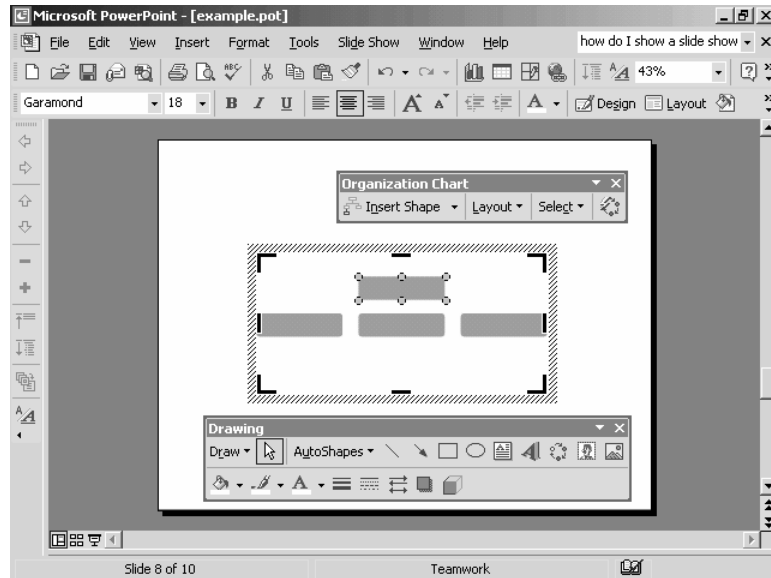 Microsoft PowerPoint - [example.pot]
File Edit View Insert Format Tools Slide Show Window Help how do I show a slide show
ABC A 43%
Garamond 18 B I U A A A Design Layout
Organization Chart
Insert Shape Layout Select
Drawing
Draw AutoShapes
A
Slide 8 of 10 Teamwork